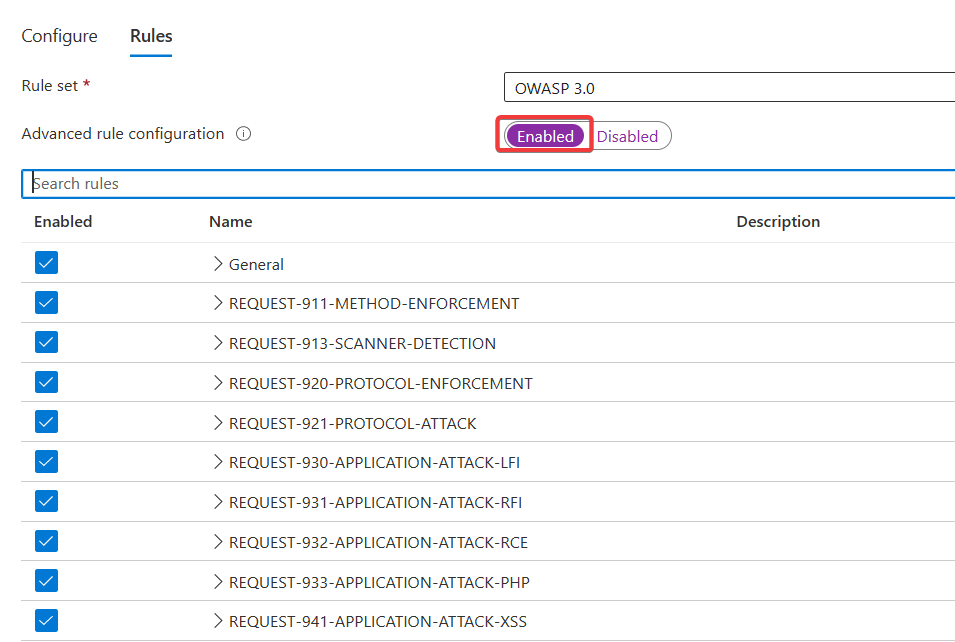 Configure Rules
Rule set *
OWASP 3.0
Advanced rule configuration
Enabled Disabled
Search rules
Enabled Name Description
General
REQUEST-911-METHOD-ENFORCEMENT
REQUEST-913-SCANNER-DETECTION
REQUEST-920-PROTOCOL-ENFORCEMENT
REQUEST-921-PROTOCOL-ATTACK
REQUEST-930-APPLICATION-ATTACK-LFI
REQUEST-931-APPLICATION-ATTACK-RFI
REQUEST-932-APPLICATION-ATTACK-RCE
REQUEST-933-APPLICATION-ATTACK-PHP
REQUEST-941-APPLICATION-ATTACK-XSS